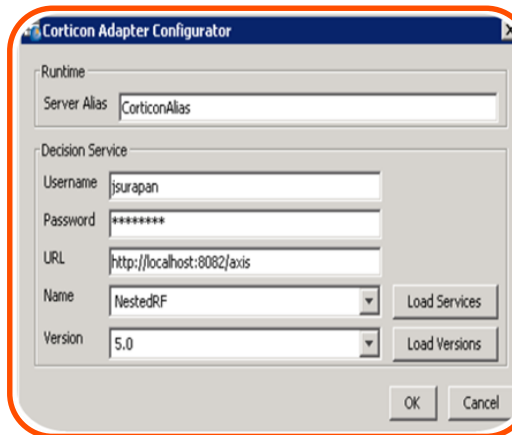 Corticon Adapter Configurator
Runtime
Server Alias CorticonAlias
Decision Service
Username jsurapan
Password ********
URL http://localhost:8082/axis
Name NestedRF Load Services
Version 5.0 Load Versions
OK Cancel